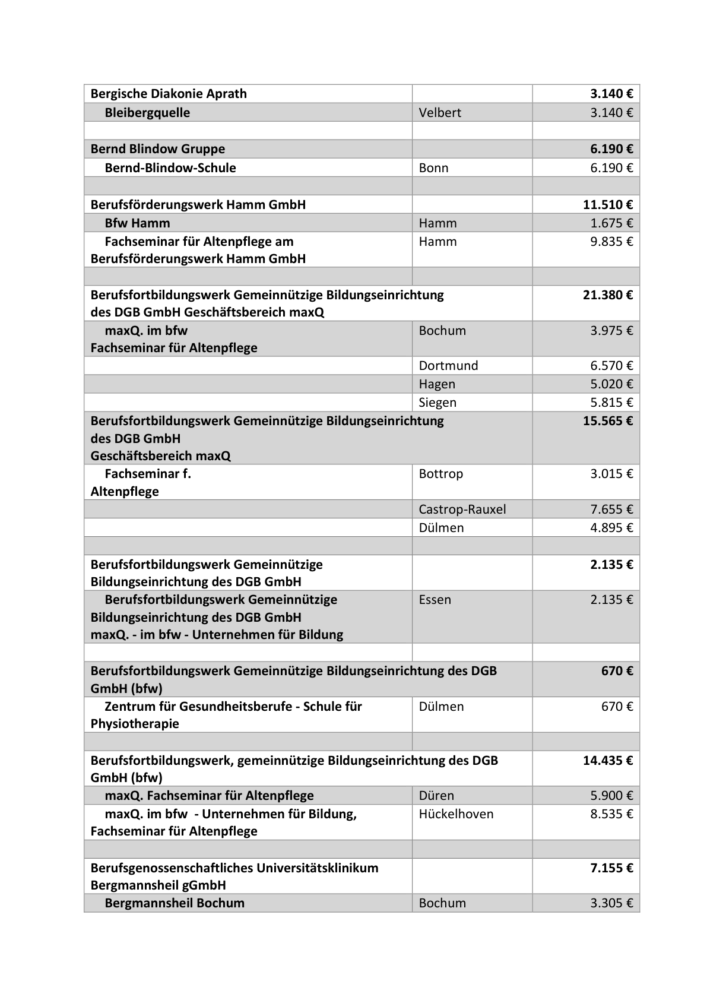 Bergische Diakonie Aprath 3.140 €
Bleibergquelle Velbert 3.140 €
Bernd Blindow Gruppe 6.190 €
Bernd-Blindow-Schule Bonn 6.190 €
Berufsförderungswerk Hamm GmbH 11.510 €
Bfw Hamm Hamm 1.675 €
Fachseminar für Altenpflege am Hamm 9.835 €
Berufsförderungswerk Hamm GmbH
Berufsfortbildungswerk Gemeinnützige Bildungseinrichtung 21.380 €
des DGB GmbH Geschäftsbereich maxQ
maxQ. im bfw Bochum 3.975 €
Fachseminar für Altenpflege
Dortmund 6.570 €
Hagen 5.020 €
Siegen 5.815 €
Berufsfortbildungswerk Gemeinnützige Bildungseinrichtung 15.565 €
des DGB GmbH
Geschäftsbereich maxQ
Fachseminar f. Bottrop 3.015 €
Altenpflege
Castrop-Rauxel 7.655 €
Dülmen 4.895 €
Berufsfortbildungswerk Gemeinnützige 2.135 €
Bildungseinrichtung des DGB GmbH
Berufsfortbildungswerk Gemeinnützige Essen 2.135 €
Bildungseinrichtung des DGB GmbH
maxQ. - im bfw - Unternehmen für Bildung
Berufsfortbildungswerk Gemeinnützige Bildungseinrichtung des DGB 670 €
GmbH (bfw)
Zentrum für Gesundheitsberufe - Schule für Dülmen 670 €
Physiotherapie
Berufsfortbildungswerk, gemeinnützige Bildungseinrichtung des DGB 14.435 €
GmbH (bfw)
maxQ. Fachseminar für Altenpflege Düren 5.900 €
maxQ. im bfw  - Unternehmen für Bildung, Hückelhoven 8.535 €
Fachseminar für Altenpflege
Berufsgenossenschaftliches Universitätsklinikum 7.155 €
Bergmannsheil gGmbH
Bergmannsheil Bochum Bochum 3.305 €